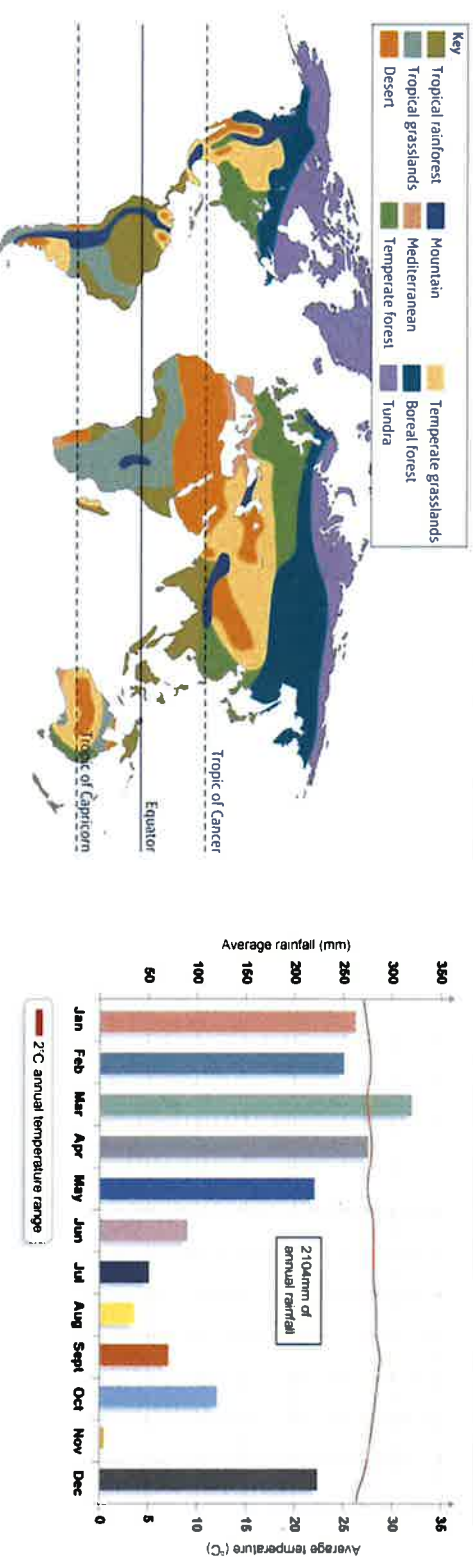 Key
Tropical rainforest
Tropical grasslands
Desert
Mountain
Mediterranean
Temperate forest
Temperate grasslands
Boreal forest
Tundra
Tropic of Cancer
Equator
Tropic of Capricorn
Average rainfall (mm)
350
300
250
200
150
100
50
35
30
25
20
15
10
5
0
Average temperature (°C)
2104mm of
annual rainfall
Jan Feb Mar Apr May Jun Jul Aug Sept Oct Nov Dec
2°C annual temperature range